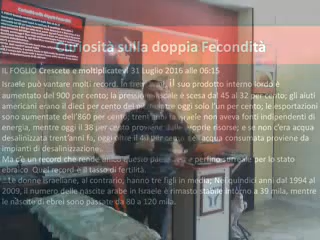 Curiosità sulla doppia Fecondità
IL FOGLIO Crescete e moltiplicatevi 31 Luglio 2016 alle 06:15
Israele può vantare molti record. In trent'anni, il suo prodotto interno lordo è
aumentato del 900 per cento; la pressione fiscale è scesa dal 45 al 32 per cento; gli aiuti
americani erano il dieci per cento del pil, mentre oggi solo l'un per cento; le esportazioni
sono aumentate dell'860 per cento; trent'anni fa Israele non aveva fonti indipendenti di
energia, mentre oggi il 38 per cento proviene dalle proprie risorse; e se non c'era acqua
desalinizzata trent'anni fa, oggi oltre il 40 per cento dell'acqua consumata proviene da
impianti di desalinizzazione.
Ma c'è un record che rende unico questo paese ed è perfino surreale per lo stato
ebraico. Quel record è il tasso di fertilità.
...Le donne israeliane, al contrario, hanno tre figli in media. Nei quindici anni dal 1994 al
2009, il numero delle nascite arabe in Israele è rimasto stabile intorno a 39 mila, mentre
le nascite di ebrei sono passate da 80 a 120 mila.